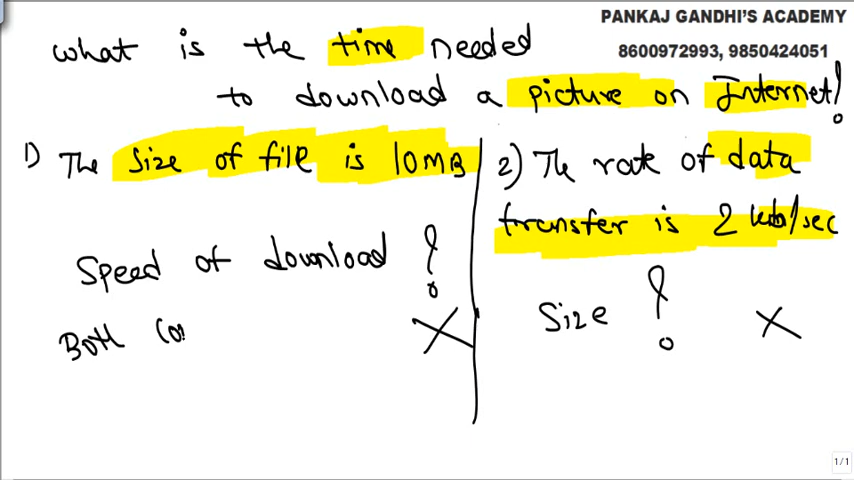 PANKAJ GANDHI'S ACADEMY
8600972993, 9850424051
what is the time needed
to download a picture on Internet?
1) The size of file is 10MB
Speed of download ?
Both Co
2) The rate of data
transfer is 2 kb/sec
Size ?
1/1